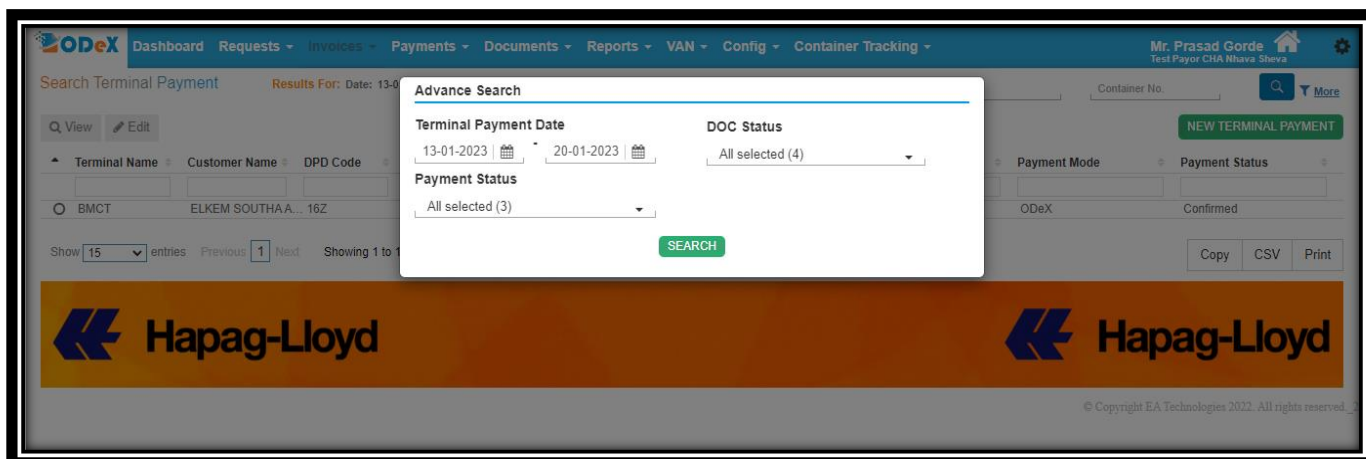 ODeX Dashboard Requests Invoices Payments Documents Reports VAN Config Container Tracking Mr. Prasad Gorde
Test Payor CHA Nhava Sheva
Search Terminal Payment Results For: Date: 13-0 Container No. More
Advance Search
View Edit NEW TERMINAL PAYMENT
Terminal Payment Date DOC Status
13-01-2023 - 20-01-2023 All selected (4)
Terminal Name Customer Name DPD Code Payment Mode Payment Status
Payment Status
All selected (3)
BMCT ELKEM SOUTHA A... 16Z ODeX Confirmed
SEARCH
Show 15 entries Previous 1 Next Showing 1 to 1 Copy CSV Print
Hapag-Lloyd Hapag-Lloyd
© Copyright EA Technologies 2022. All rights reserved._2